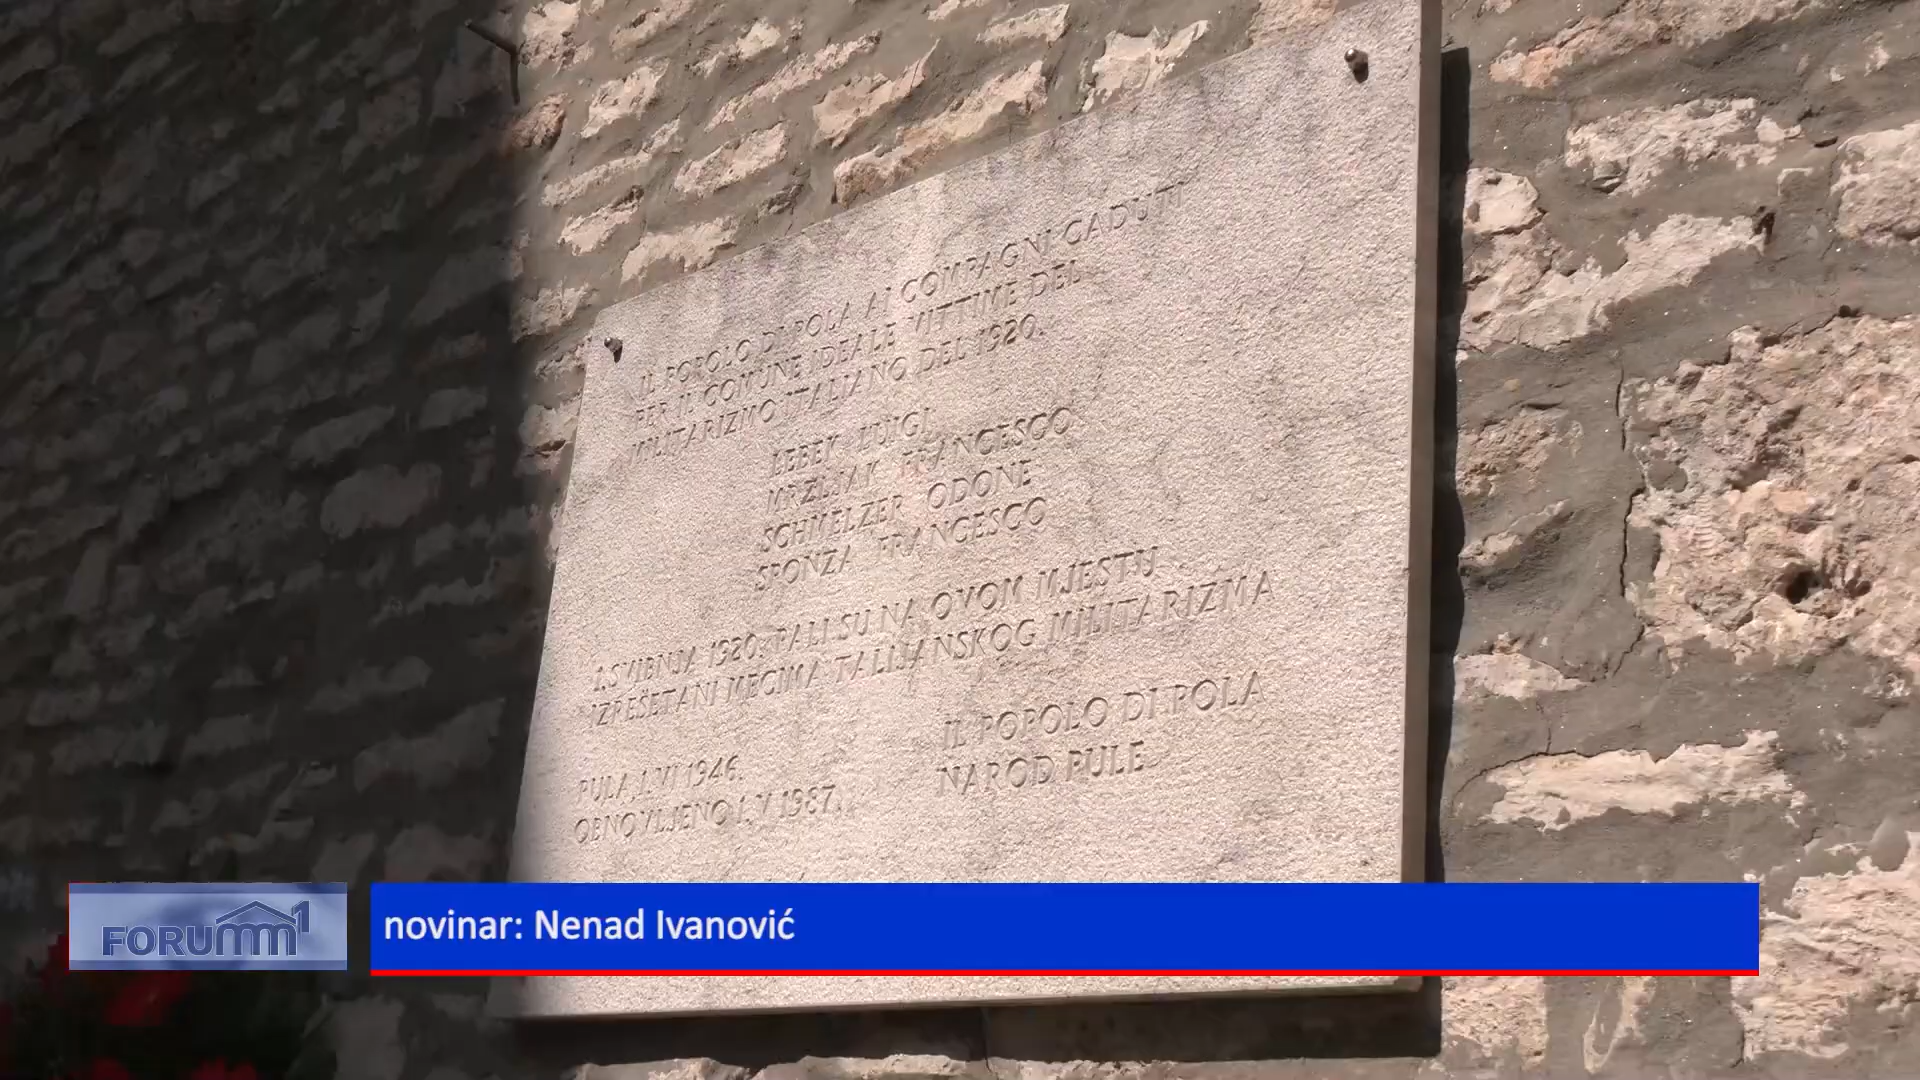 IL POPOLO DI POLA AI COMPAGNI CADUTI
PER IL COMUNE IDEALE VITTIME DEL
MILITARIZMO ITALIANO DEL 1920.
BEBEK LUIGI
MRZLJAK FRANCESCO
SCHMELZER ODONE
SPONZA FRANCESCO
1. SVIBNJA 1920. PALI SU NA OVOM MJESTU
IZREŠETANI MECIMA TALIJANSKOG MILITARIZMA
IL POPOLO DI POLA
NAROD PULE
PULA, 1. VI 1946.
OBNOVLJENO 1. V 1987.
FORUM 1
novinar: Nenad Ivanović